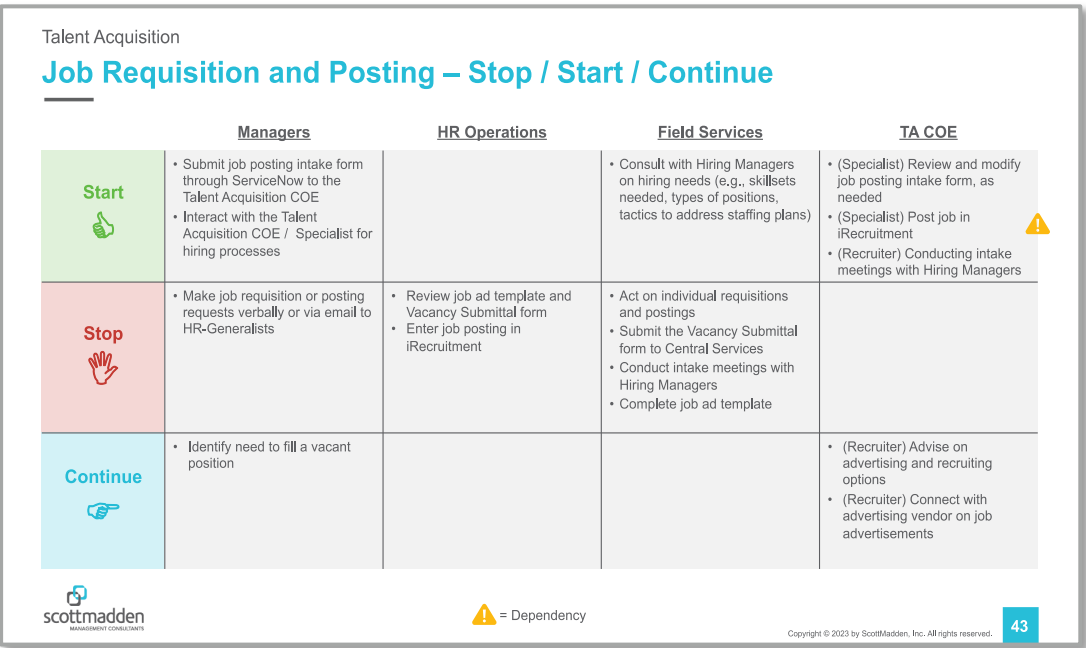 Talent Acquisition
Job Requisition and Posting – Stop / Start / Continue
Managers
HR Operations
Field Services
TA COE
Start
• Submit job posting intake form
through ServiceNow to the
Talent Acquisition COE
• Interact with the Talent
Acquisition COE / Specialist for
hiring processes
• Consult with Hiring Managers
on hiring needs (e.g., skillsets
needed, types of positions,
tactics to address staffing plans)
• (Specialist) Review and modify
job posting intake form, as
needed
• (Specialist) Post job in
iRecruitment
• (Recruiter) Conducting intake
meetings with Hiring Managers
Stop
• Make job requisition or posting
requests verbally or via email to
HR-Generalists
• Review job ad template and
Vacancy Submittal form
• Enter job posting in
iRecruitment
• Act on individual requisitions
and postings
• Submit the Vacancy Submittal
form to Central Services
• Conduct intake meetings with
Hiring Managers
• Complete job ad template
Continue
• Identify need to fill a vacant
position
• (Recruiter) Advise on
advertising and recruiting
options
• (Recruiter) Connect with
advertising vendor on job
advertisements
scottmadden
MANAGEMENT CONSULTANTS
= Dependency
Copyright © 2023 by ScottMadden, Inc. All rights reserved.
43